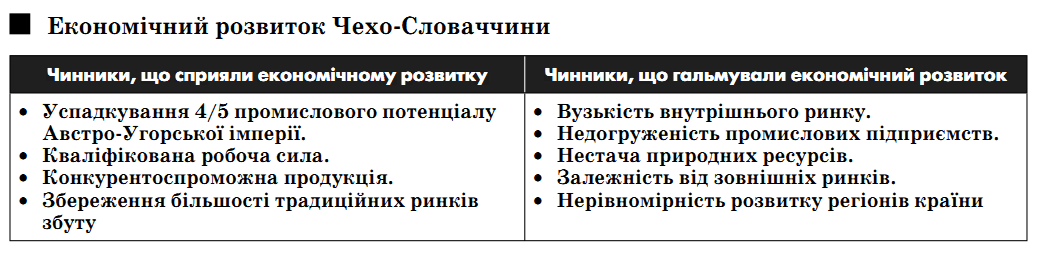 Економічний розвиток Чехо-Словаччини
Чинники, що сприяли економічному розвитку
• Успадкування 4/5 промислового потенціалу
Австро-Угорської імперії.
• Кваліфікована робоча сила.
• Конкурентоспроможна продукція.
• Збереження більшості традиційних ринків
збуту
Чинники, що гальмували економічний розвиток
• Вузькість внутрішнього ринку.
• Недогруженість промислових підприємств.
• Нестача природних ресурсів.
• Залежність від зовнішніх ринків.
• Нерівномірність розвитку регіонів країни